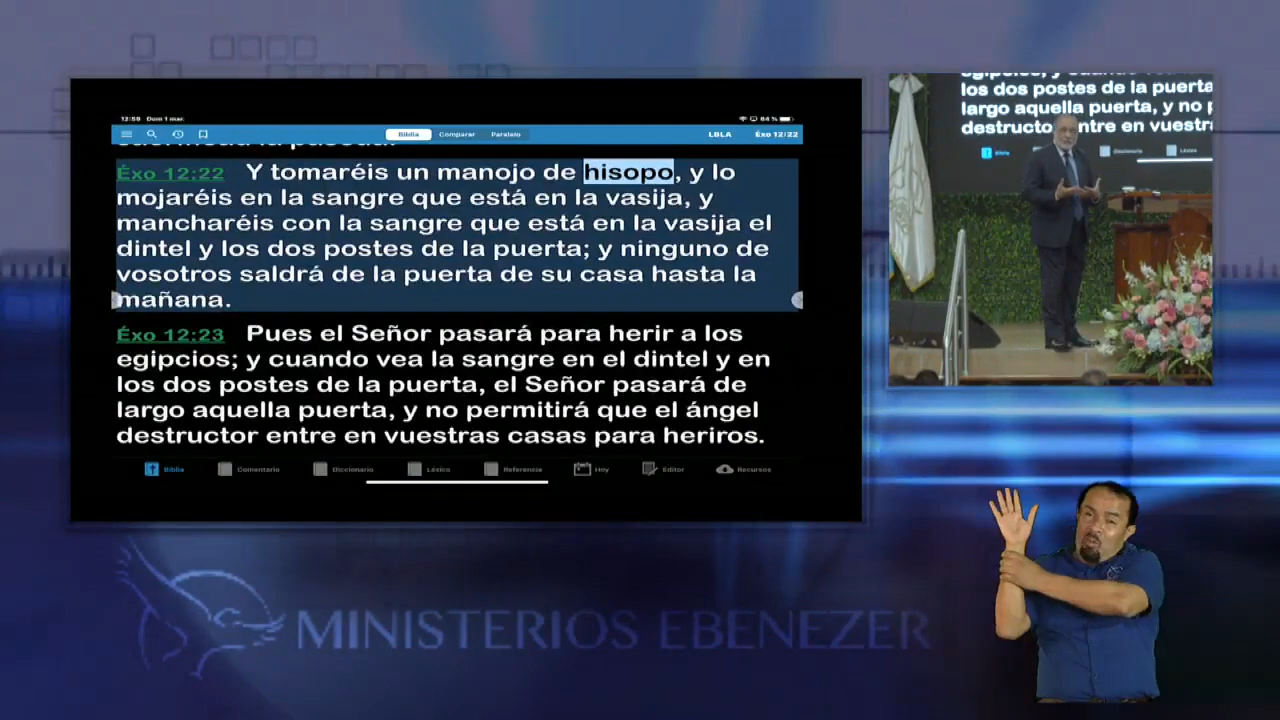 12:59 Dom 1 mar.
84 %
Biblia Comparar Paralelo LBLA Éxo 12:22
Éxo 12:22 Y tomaréis un manojo de hisopo, y lo
mojaréis en la sangre que está en la vasija, y
mancharéis con la sangre que está en la vasija el
dintel y los dos postes de la puerta; y ninguno de
vosotros saldrá de la puerta de su casa hasta la
mañana.
Éxo 12:23 Pues el Señor pasará para herir a los
egipcios; y cuando vea la sangre en el dintel y en
los dos postes de la puerta, el Señor pasará de
largo aquella puerta, y no permitirá que el ángel
destructor entre en vuestras casas para heriros.
Biblia Comentario Diccionario Léxico Referencia Hoy Editor Recursos
los dos postes de la puerta
largo aquella puerta, y no p
destructor entre en vuestras
Biblia Diccionario Léxico
MINISTERIOS EBENEZER